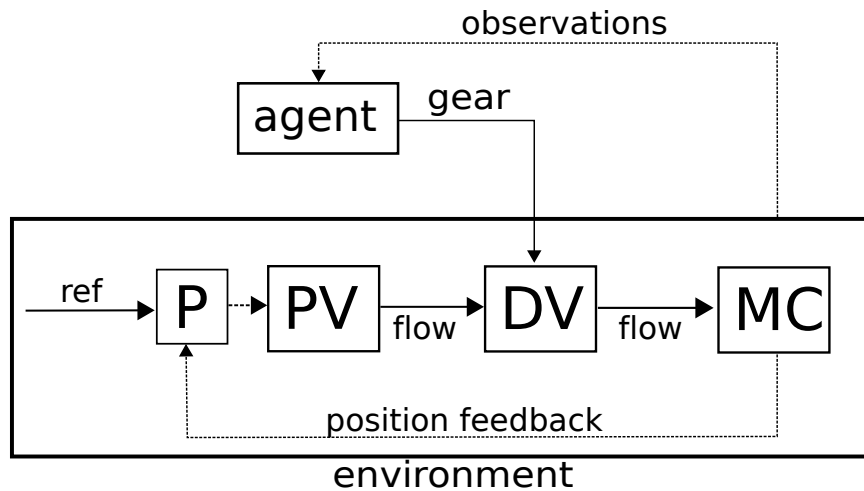 observations
agent
gear
ref
P
PV
flow
DV
flow
MC
position feedback
environment